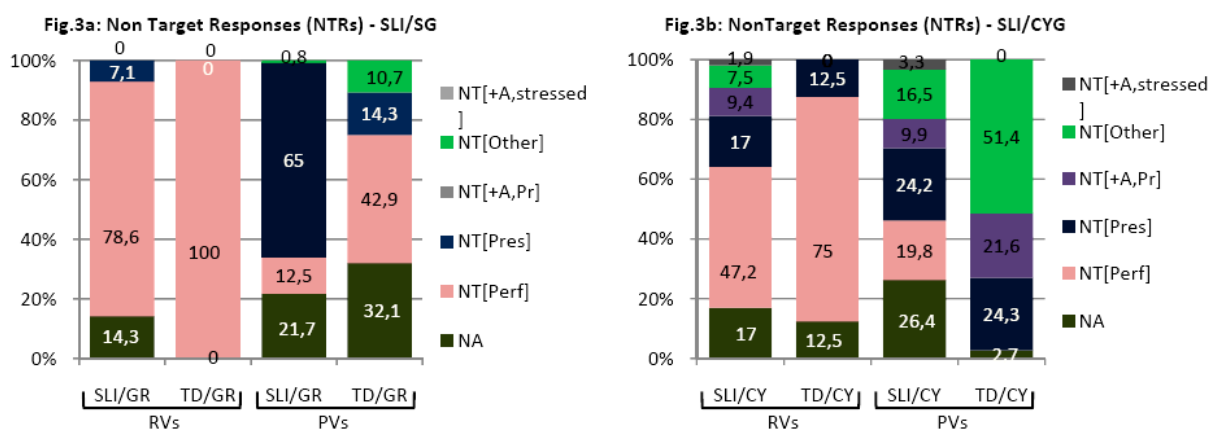 Fig.3a: Non Target Responses (NTRs) - SLI/SG
0
0
100%
80%
60%
40%
20%
0%
7,1
78,6
14,3
0
100
0
0,8
65
12,5
21,7
10,7
14,3
42,9
32,1
SLI/GR
TD/GR
SLI/GR
TD/GR
RVs
PVs
NT[+A,stressed
]
NT[Other]
NT[+A,Pr]
NT[Pres]
NT[Perf]
NA
Fig.3b: NonTarget Responses (NTRs) - SLI/CYG
100%
80%
60%
40%
20%
0%
1,9
7,5
9,4
17
47,2
17
0
12,5
75
12,5
3,3
16,5
9,9
24,2
19,8
26,4
0
51,4
21,6
24,3
2,7
SLI/CY
TD/CY
SLI/CY
TD/CY
RVs
PVs
NT[+A,stressed
]
NT[Other]
NT[+A,Pr]
NT[Pres]
NT[Perf]
NA